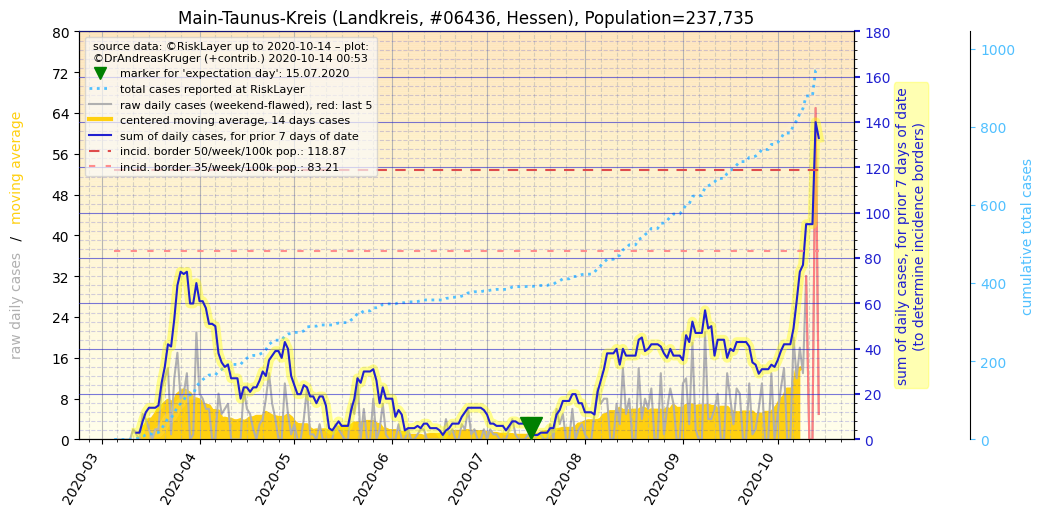 Main-Taunus-Kreis (Landkreis, #06436, Hessen), Population=237,735
source data: ©RiskLayer up to 2020-10-14 – plot:
©DrAndreasKruger (+contrib.) 2020-10-14 00:53
marker for 'expectation day': 15.07.2020
total cases reported at RiskLayer
raw daily cases (weekend-flawed), red: last 5
centered moving average, 14 days cases
sum of daily cases, for prior 7 days of date
incid. border 50/week/100k pop.: 118.87
incid. border 35/week/100k pop.: 83.21
raw daily cases / moving average
80
72
64
56
48
40
32
24
16
8
0
2020-03
2020-04
2020-05
2020-06
2020-07
2020-08
2020-09
2020-10
180
160
140
120
100
80
60
40
20
0
sum of daily cases, for prior 7 days of date
(to determine incidence borders)
1000
800
600
400
200
0
cumulative total cases